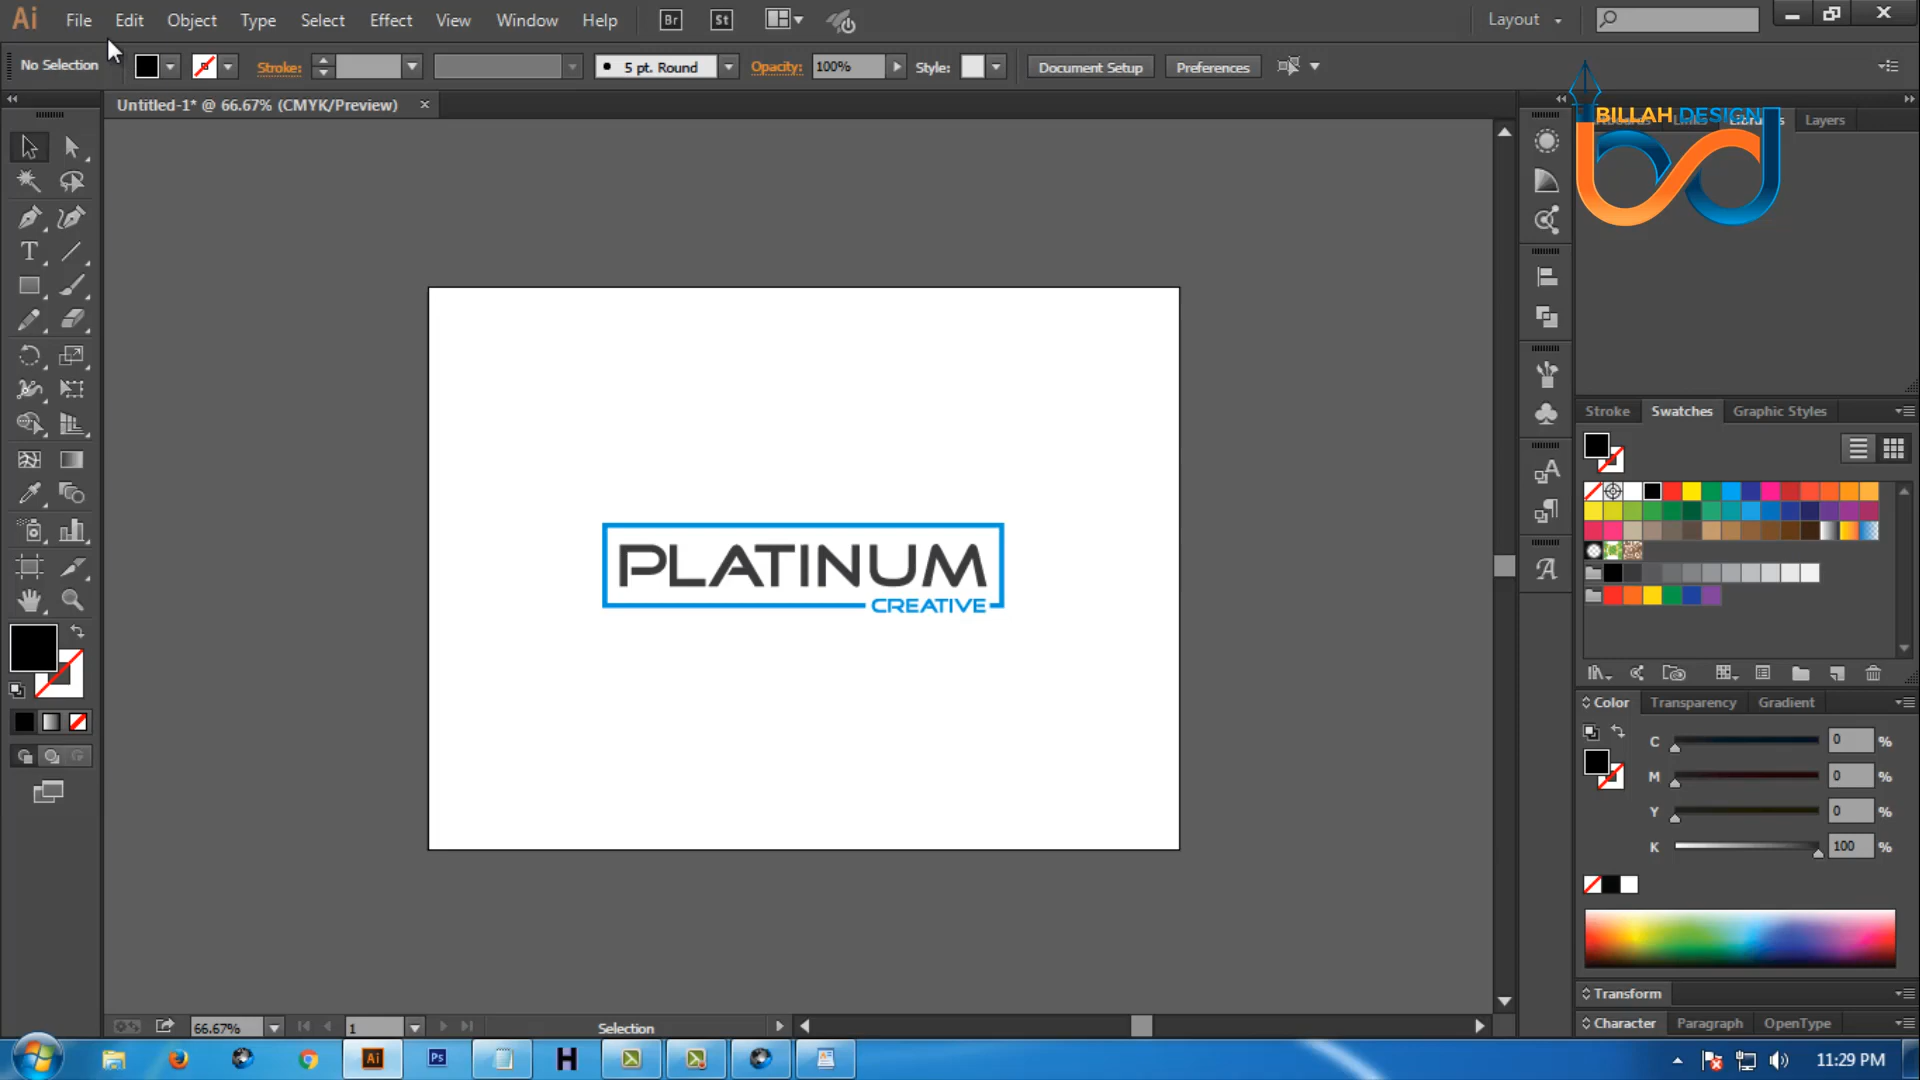 Ai File Edit Object Type Select Effect View Window Help Br St Layout
No Selection Stroke: 5 pt. Round Opacity: 100% Style: Document Setup Preferences
Untitled-1* @ 66.67% (CMYK/Preview)
BILLAH DESIGN
Links Layers
Stroke Swatches Graphic Styles
PLATINUM
CREATIVE
Color Transparency Gradient
C 0 %
M 0 %
Y 0 %
K 100 %
Transform
Character Paragraph OpenType
66.67% 1 Selection
Ai Ps H 11:29 PM